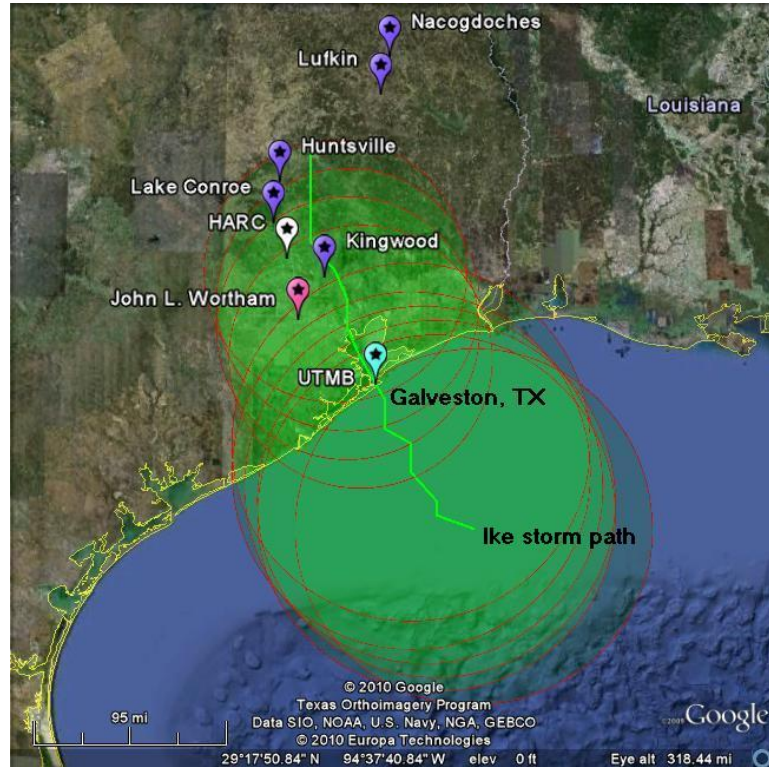 Nacogdoches
Lufkin
Louisiana
Huntsville
Lake Conroe
HARC
Kingwood
John L. Wortham
UTMB
Galveston, TX
Ike storm path
© 2010 Google
Texas Orthoimagery Program
Data SIO, NOAA, U.S. Navy, NGA, GEBCO
© 2010 Europa Technologies
95 mi
©2009 Google
29°17'50.84" N 94°37'40.84" W elev 0 ft Eye alt 318.44 mi